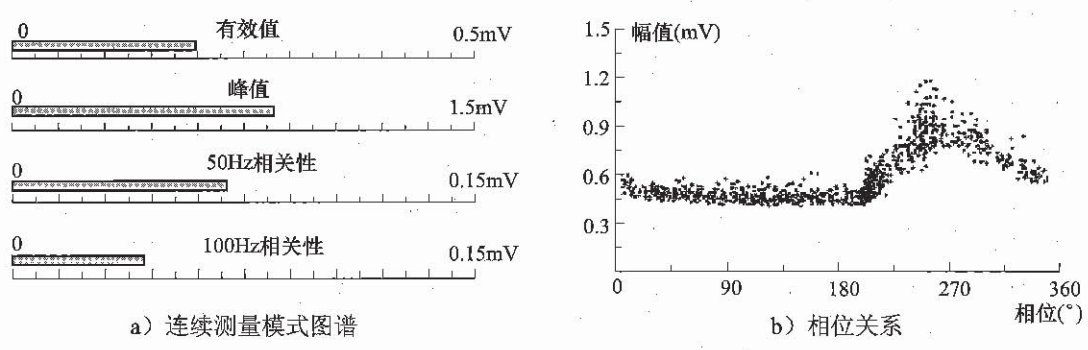 0
有效值
0.5mV
0
峰值
1.5mV
0
50Hz相关性
0.15mV
0
100Hz相关性
0.15mV
a）连续测量模式图谱
幅值(mV)
1.5
1.2
0.9
0.6
0.3
0 90 180 270 360
相位(°)
b）相位关系